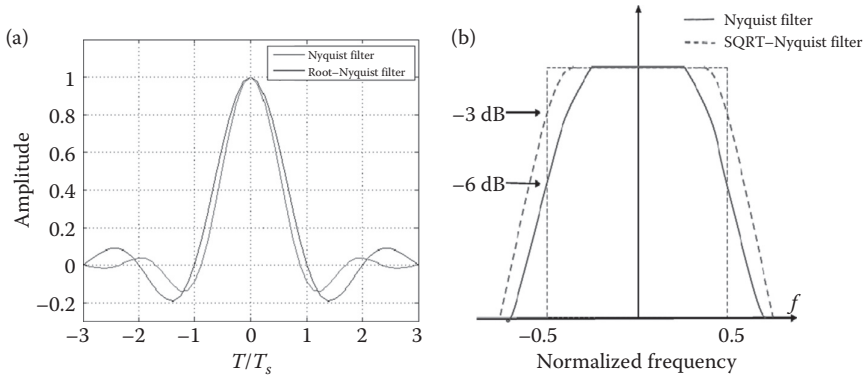 (a)
Nyquist filter
Root–Nyquist filter
1
0.8
0.6
0.4
0.2
0
−0.2
Amplitude
−3
−2
−1
0
1
2
3
T/Ts
(b)
Nyquist filter
SQRT–Nyquist filter
−3 dB
−6 dB
f
−0.5
0.5
Normalized frequency